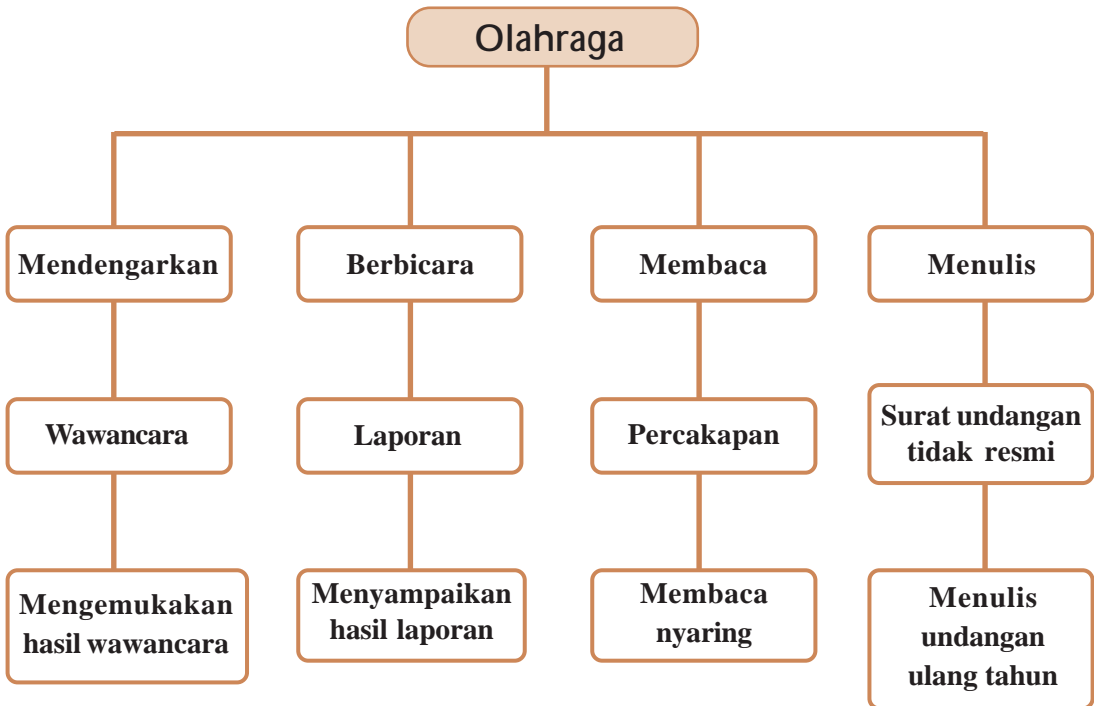 Olahraga
Mendengarkan
Berbicara
Membaca
Menulis
Wawancara
Laporan
Percakapan
Surat undangan
tidak resmi
Mengemukakan
hasil wawancara
Menyampaikan
hasil laporan
Membaca
nyaring
Menulis
undangan
ulang tahun